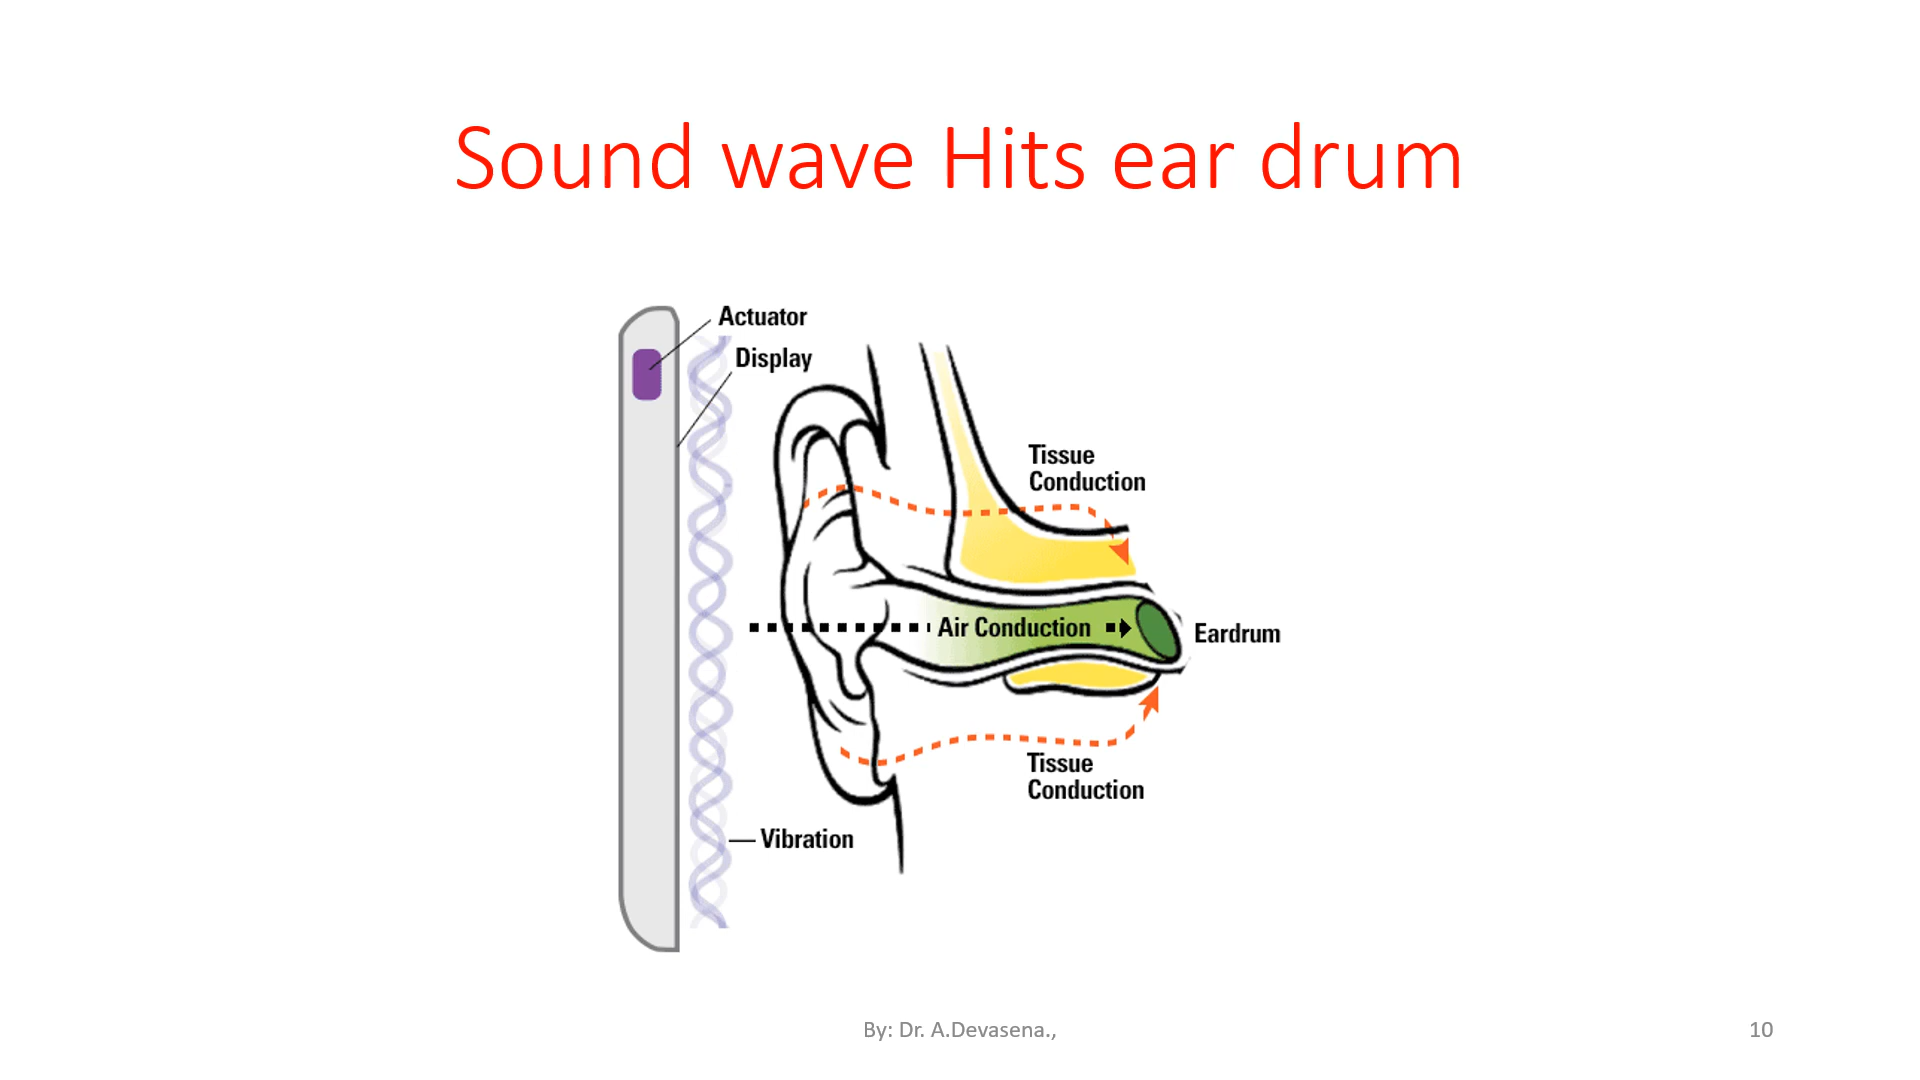 Sound wave Hits ear drum
Actuator
Display
Tissue
Conduction
Air Conduction
Eardrum
Tissue
Conduction
Vibration
By: Dr. A.Devasena.,
10